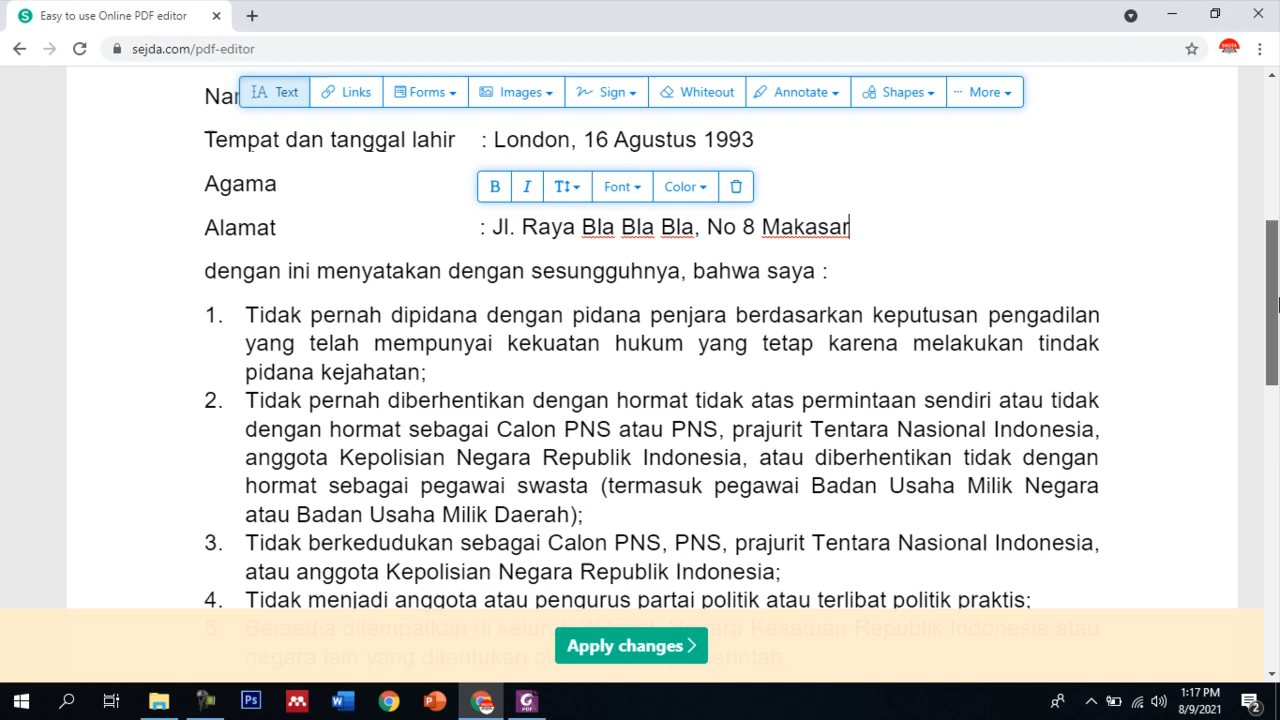 Easy to use Online PDF editor
sejda.com/pdf-editor
Text Links Forms Images Sign Whiteout Annotate Shapes More
Tempat dan tanggal lahir : London, 16 Agustus 1993
Agama
B I T Font Color
Alamat : Jl. Raya Bla Bla Bla, No 8 Makasar
dengan ini menyatakan dengan sesungguhnya, bahwa saya :
1. Tidak pernah dipidana dengan pidana penjara berdasarkan keputusan pengadilan
yang telah mempunyai kekuatan hukum yang tetap karena melakukan tindak
pidana kejahatan;
2. Tidak pernah diberhentikan dengan hormat tidak atas permintaan sendiri atau tidak
dengan hormat sebagai Calon PNS atau PNS, prajurit Tentara Nasional Indonesia,
anggota Kepolisian Negara Republik Indonesia, atau diberhentikan tidak dengan
hormat sebagai pegawai swasta (termasuk pegawai Badan Usaha Milik Negara
atau Badan Usaha Milik Daerah);
3. Tidak berkedudukan sebagai Calon PNS, PNS, prajurit Tentara Nasional Indonesia,
atau anggota Kepolisian Negara Republik Indonesia;
4. Tidak menjadi anggota atau pengurus partai politik atau terlibat politik praktis;
5. Bersedia ditempatkan di Negara Kesatuan Republik Indonesia atau
negara lain yang ditentukan
Apply changes
1:17 PM
8/9/2021
2